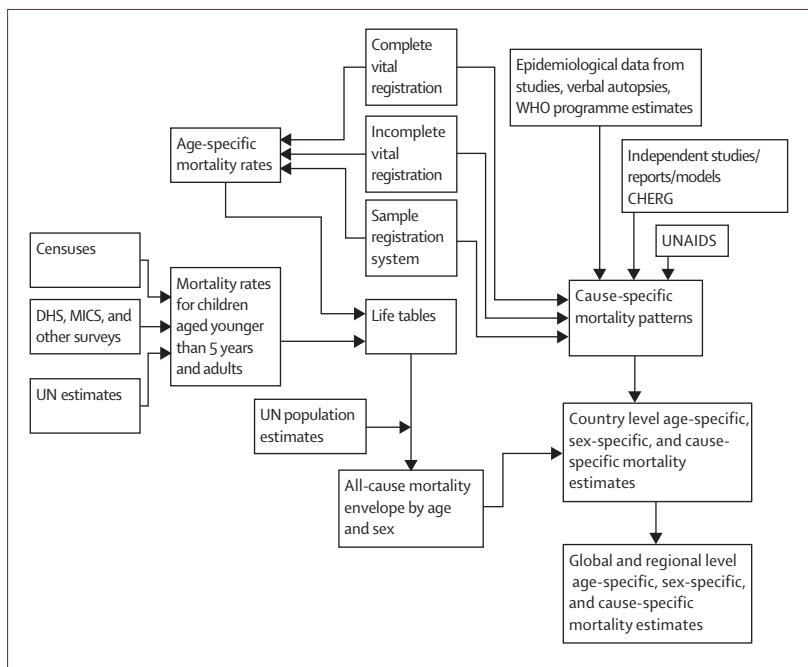 Complete
vital
registration
Epidemiological data from
studies, verbal autopsies,
WHO programme estimates
Age-specific
mortality rates
Incomplete
vital
registration
Independent studies/
reports/models
CHERG
Sample
registration
system
UNAIDS
Censuses
Mortality rates
for children
aged younger
than 5 years
and adults
DHS, MICS, and
other surveys
UN estimates
Life tables
Cause-specific
mortality patterns
UN population
estimates
Country level age-specific,
sex-specific, and cause-
specific mortality
estimates
All-cause mortality
envelope by age
and sex
Global and regional level
age-specific, sex-specific,
and cause-specific
mortality estimates